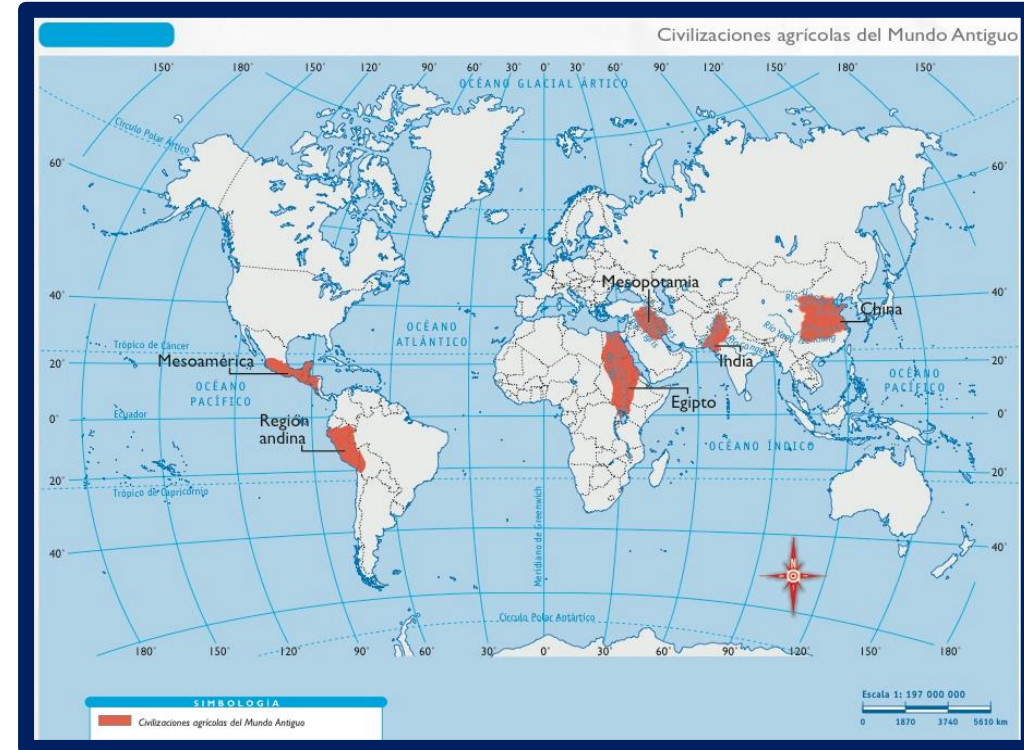 Civilizaciones agrícolas del Mundo Antiguo
150° 180° 150° 120° 90° 60° 30° 0° 30° 60° 90° 120° 150° 180° 150°
OCÉANO GLACIAL ÁRTICO
Círculo Polar Ártico
60° 60°
Mesopotamia
40° 40°
China
OCÉANO
ATLÁNTICO
Trópico de Cáncer
Mesoamérica
India
20° 20°
OCÉANO
PACÍFICO
OCÉANO
PACÍFICO
Egipto
Ecuador
0° 0°
Región
andina
OCÉANO ÍNDICO
20° 20°
Trópico de Capricornio
Meridiano de Greenwich
40° 40°
N
Círculo Polar Antártico
180° 150° 120° 90° 60° 30 0° 30° 60° 90° 120° 150° 180°
SIMBOLOGÍA
Civilizaciones agrícolas del Mundo Antiguo
Escala 1: 197 000 000
0 1870 3740 5610 km